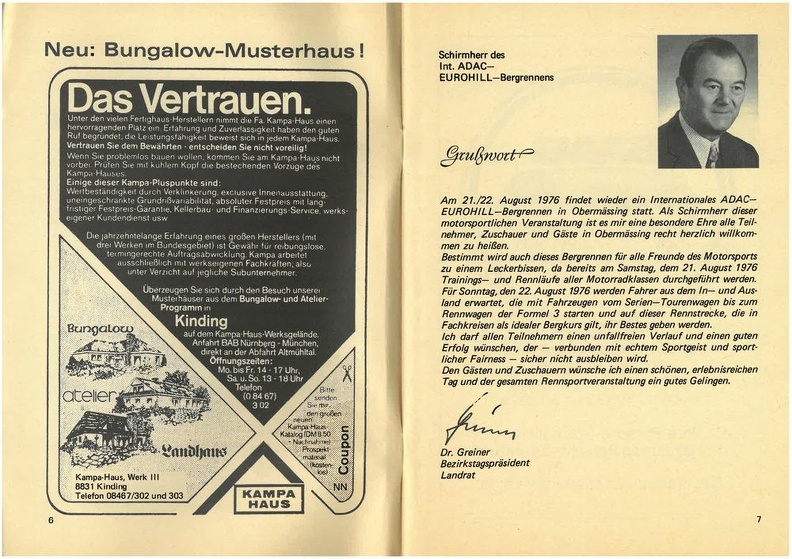 Neu: Bungalow-Musterhaus!
Das Vertrauen.
Unter den vielen Fertighaus-Herstellern nimmt die Fa. Kampa-Haus einen
hervorragenden Platz ein. Erfahrung und Zuverlässigkeit haben den guten
Ruf begründet, die Leistungsfähigkeit beweist sich in jedem Kampa-Haus.
Vertrauen Sie dem Bewährten - entscheiden Sie nicht voreilig!
Wenn Sie problemlos bauen wollen, kommen Sie am Kampa-Haus nicht
vorbei. Prüfen Sie mit kühlem Kopf die bestechenden Vorzüge des
Kampa-Hauses.
Einige dieser Kampa-Pluspunkte sind:
Wertbeständigkeit durch Verklinkerung, exclusive Innenausstattung,
uneingeschränkte Grundrißvariabilität, absoluter Festpreis mit lang-
fristiger Festpreis-Garantie, Kellerbau- und Finanzierungs-Service, werks-
eigener Kundendienst usw.
Die jahrzehntelange Erfahrung eines großen Herstellers (mit
drei Werken im Bundesgebiet) ist Gewähr für reibungslose,
termingerechte Auftragsabwicklung. Kampa arbeitet
ausschließlich mit werkseigenen Fachkräften; also
unter Verzicht auf jegliche Subunternehmer.
Überzeugen Sie sich durch den Besuch unserer
Musterhäuser aus dem Bungalow- und Atelier-
Programm in
Kinding
auf dem Kampa-Haus-Werksgelände.
Anfahrt BAB Nürnberg - München,
direkt an der Abfahrt Altmühltal.
Öffnungszeiten:
Mo. bis Fr. 14 - 17 Uhr,
Sa. u. So. 13 - 18 Uhr
Telefon
(0 84 67)
3 02
Bungalow
atelier
Landhaus
Bitte
senden
Sie mir
den großen
neuen
Kampa-Haus-
Katalog (DM 8.50
- Nachnahme)
Prospekt-
material
(kosten-
los)
Coupon
NN
Kampa-Haus, Werk III
8831 Kinding
Telefon 08467/302 und 303
KAMPA
HAUS
6
Schirmherr des
Int. ADAC—
EUROHILL—Bergrennens
Grußwort
Am 21./22. August 1976 findet wieder ein Internationales ADAC—
EUROHILL—Bergrennen in Obermässing statt. Als Schirmherr dieser
motorsportlichen Veranstaltung ist es mir eine besondere Ehre alle Teil-
nehmer, Zuschauer und Gäste in Obermässing recht herzlich willkom-
men zu heißen.
Bestimmt wird auch dieses Bergrennen für alle Freunde des Motorsports
zu einem Leckerbissen, da bereits am Samstag, dem 21. August 1976
Trainings— und Rennläufe aller Motorradklassen durchgeführt werden.
Für Sonntag, den 22. August 1976 werden Fahrer aus dem In— und Aus-
land erwartet, die mit Fahrzeugen vom Serien—Tourenwagen bis zum
Rennwagen der Formel 3 starten und auf dieser Rennstrecke, die in
Fachkreisen als idealer Bergkurs gilt, ihr Bestes geben werden.
Ich darf allen Teilnehmern einen unfallfreien Verlauf und einen guten
Erfolg wünschen, der — verbunden mit echtem Sportgeist und sport-
licher Fairness — sicher nicht ausbleiben wird.
Den Gästen und Zuschauern wünsche ich einen schönen, erlebnisreichen
Tag und der gesamten Rennsportveranstaltung ein gutes Gelingen.
Dr. Greiner
Bezirkstagspräsident
Landrat
7